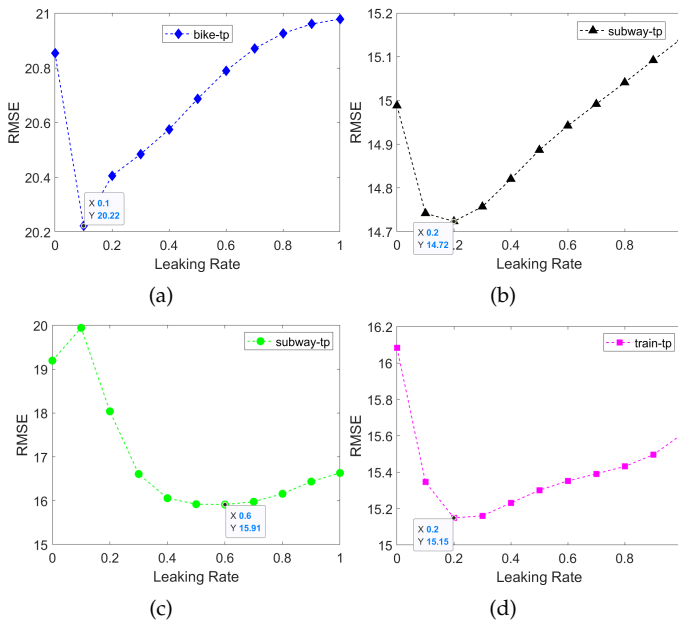 21
20.8
20.6
20.4
20.2
RMSE
bike-tp
X 0.1
Y 20.22
0 0.2 0.4 0.6 0.8 1
Leaking Rate
(a)
15.2
15.1
15
14.9
14.8
14.7
RMSE
subway-tp
X 0.2
Y 14.72
0 0.2 0.4 0.6 0.8
Leaking Rate
(b)
20
19
18
17
16
15
RMSE
subway-tp
X 0.6
Y 15.91
0 0.2 0.4 0.6 0.8 1
Leaking Rate
(c)
16.2
16
15.8
15.6
15.4
15.2
15
RMSE
train-tp
X 0.2
Y 15.15
0 0.2 0.4 0.6 0.8
Leaking Rate
(d)